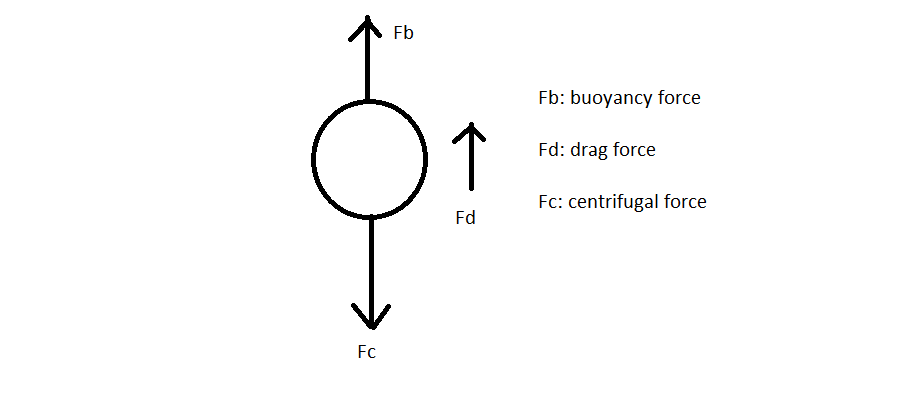 Fb
Fb: buoyancy force
Fd: drag force
Fc: centrifugal force
Fd
Fc